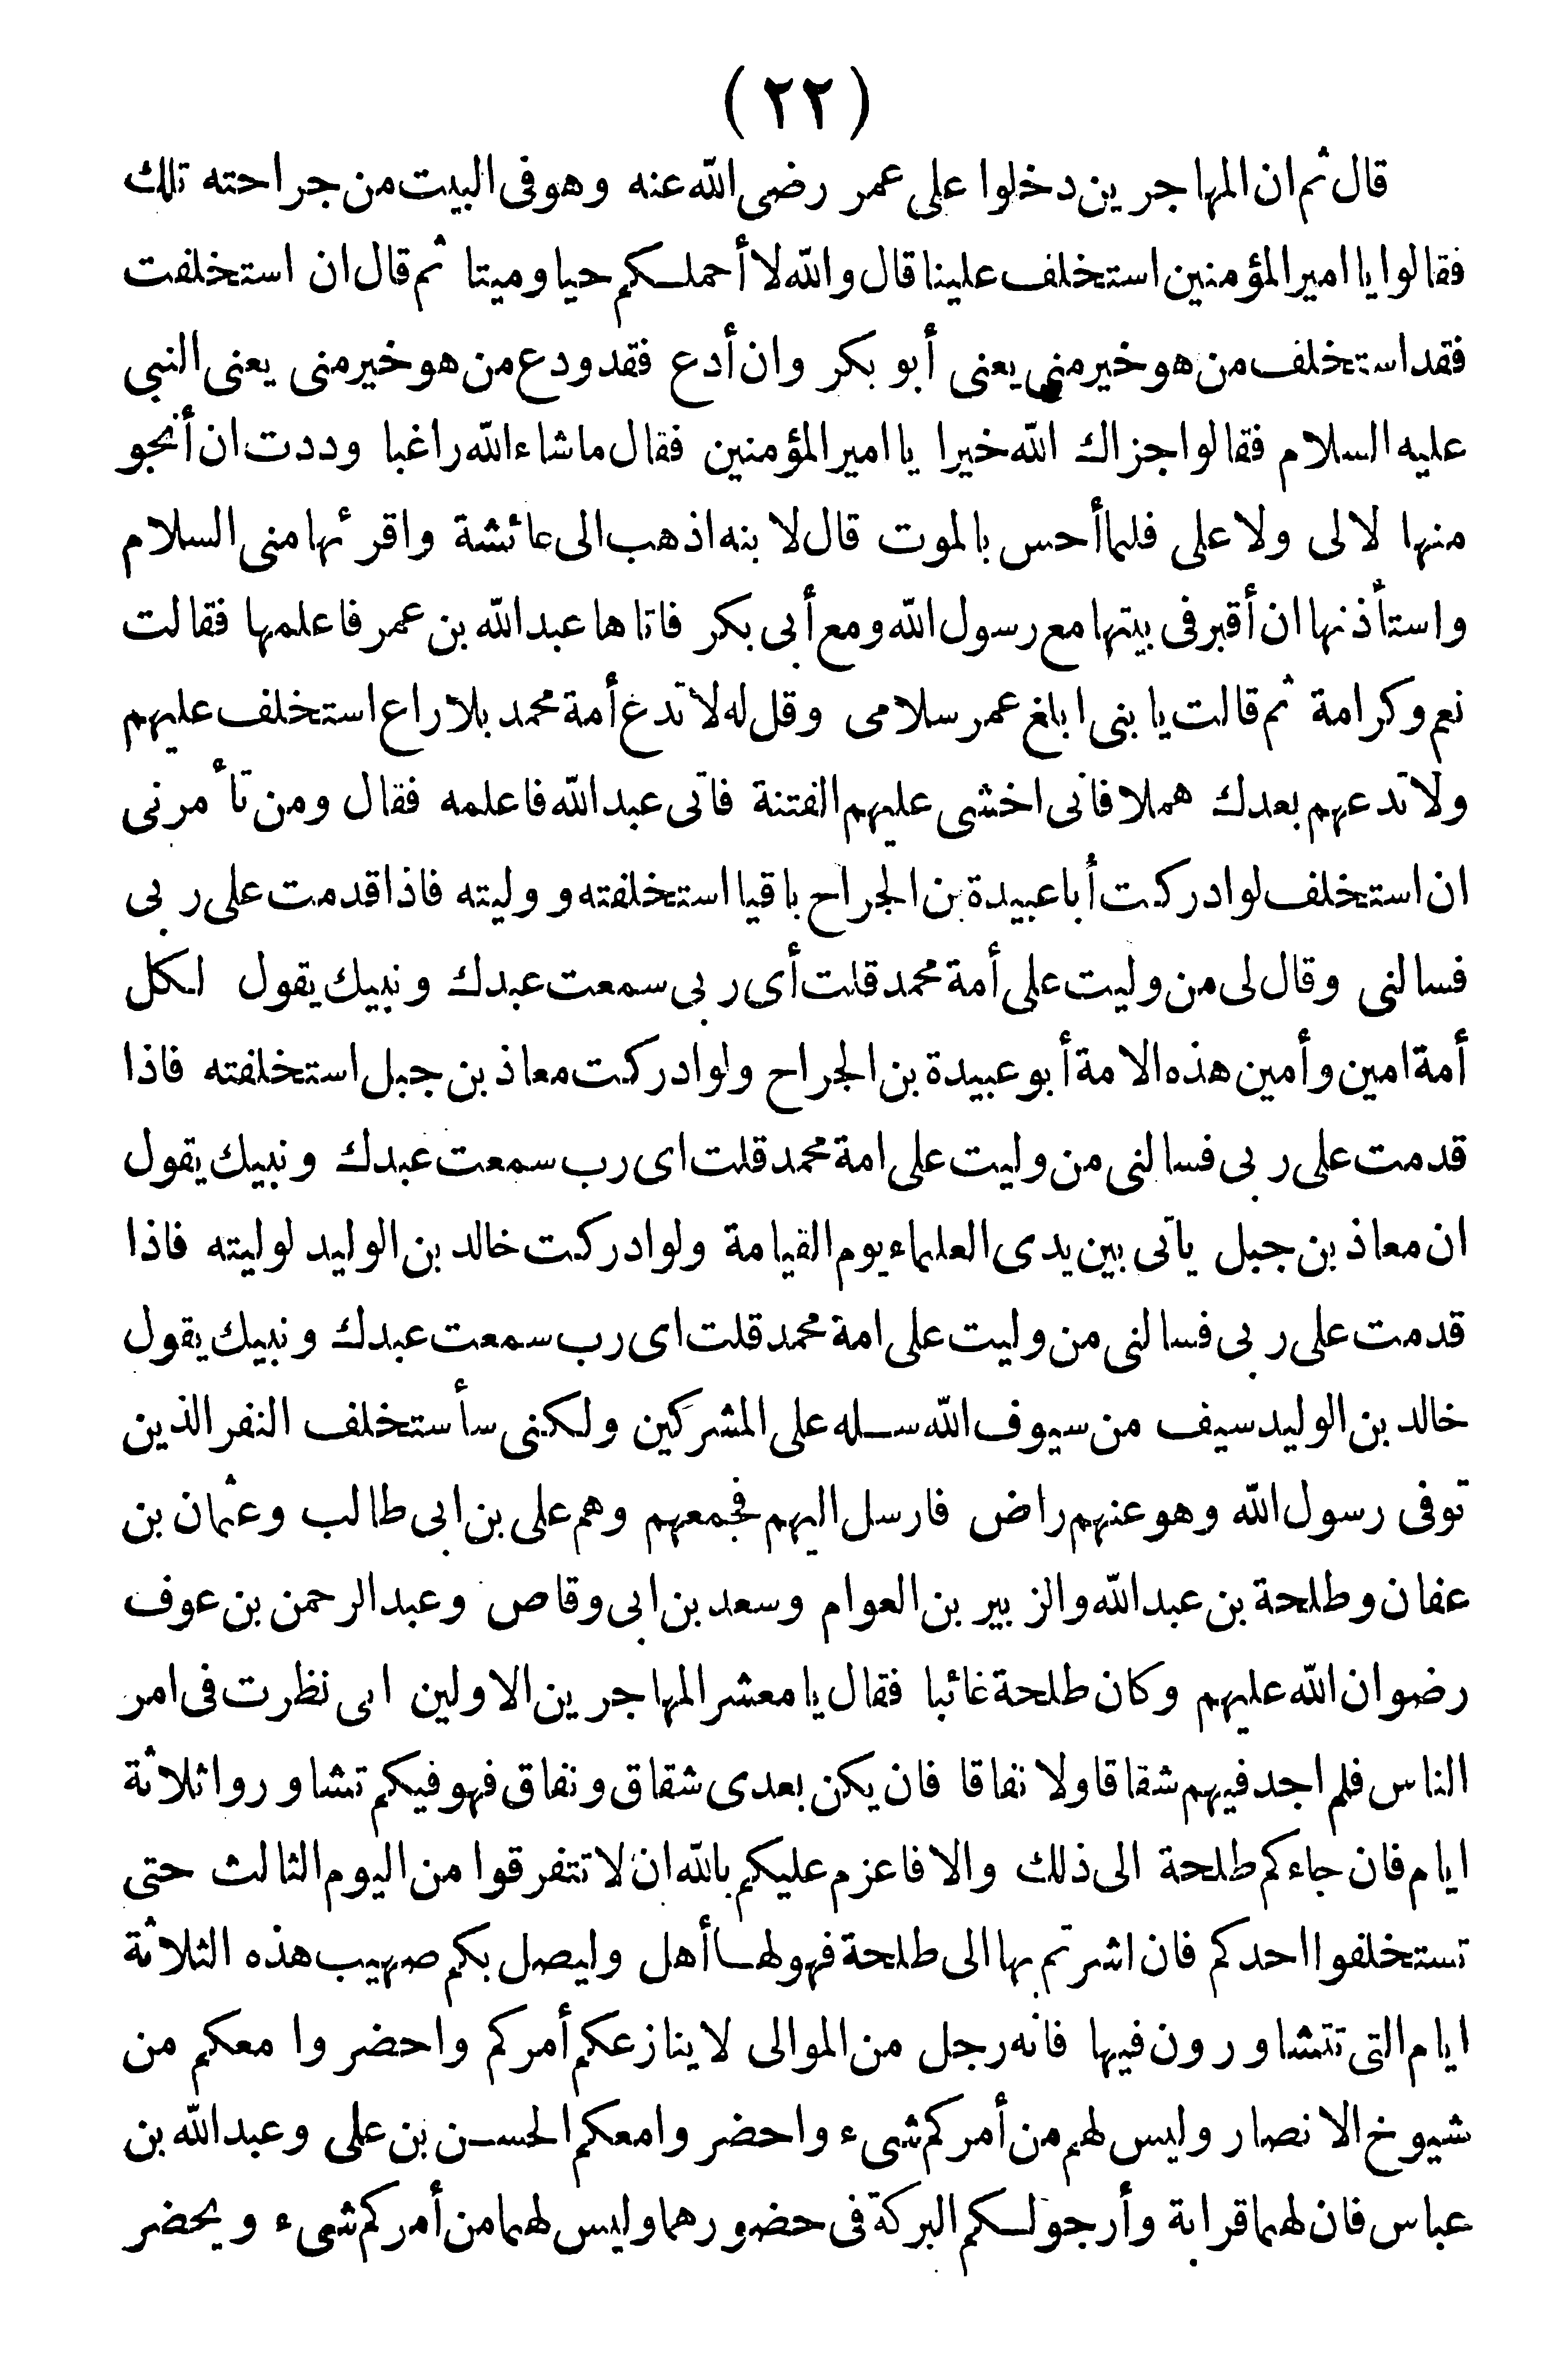 ( ٢٢ )
قال ثم ان المهاجرين دخلوا على عمر رضى الله عنه وهو فى البيت من جراحته تلك
فقالوا يا امير المؤمنين استخلف علينا قال والله لا أحملكم حيا وميتا ثم قال ان استخلفت
فقد استخلف من هو خير منى يعنى أبو بكر وان أدع فقد ودع من هو خير منى يعنى النبى
عليه السلام فقالوا جزاك الله خيرا يا امير المؤمنين فقال ما شاء الله راغبا وددت ان أنجو
منها لا لى ولا على فلما أحس بالموت قال لابنه اذهب الى عائشة واقرئها منى السلام
واستأذنها ان أقبر فى بيتها مع رسول الله ومع أبى بكر فاتاها عبد الله بن عمر فاعلمها فقالت
نعم وكرامة ثم قالت يا بنى ابلغ عمر سلامى وقل له لا تدع أمة محمد بلا راع استخلف عليهم
ولا تدعهم بعدك هملا فانى اخشى عليهم الفتنة فاتى عبد الله فاعلمه فقال ومن تأمرنى
ان استخلف لو ادركت أبا عبيدة بن الجراح باقيا استخلفته ووليته فاذا قدمت على ربى
فسالنى وقال لى من وليت على أمة محمد قلت أى ربى سمعت عبدك ونبيك يقول لكل
أمة امين وأمين هذه الامة أبو عبيدة بن الجراح ولو ادركت معاذ بن جبل استخلفته فاذا
قدمت على ربى فسالنى من وليت على امة محمد قلت اى رب سمعت عبدك ونبيك يقول
ان معاذ بن جبل ياتى بين يدى العلماء يوم القيامة ولو ادركت خالد بن الوليد لوليته فاذا
قدمت على ربى فسالنى من وليت على امة محمد قلت اى رب سمعت عبدك ونبيك يقول
خالد بن الوليد سيف من سيوف الله سله على المشركين ولكنى سأستخلف النفر الذين
توفى رسول الله وهو عنهم راض فارسل اليهم فجمعهم وهم على بن ابى طالب وعثمان بن
عفان وطلحة بن عبد الله والزبير بن العوام وسعد بن ابى وقاص وعبد الرحمن بن عوف
رضوان الله عليهم وكان طلحة غائبا فقال يا معشر المهاجرين الاولين انى نظرت فى امر
الناس فلم اجد فيهم شقاقا ولا نفاقا فان يكن بعدى شقاق ونفاق فهو فيكم تشاوروا ثلاثة
ايام فان جاءكم طلحة الى ذلك والا فاعزم عليكم بالله ان لا تتفرقوا من اليوم الثالث حتى
تستخلفوا احدكم فان اشرتم بها الى طلحة فهو لها أهل وليصل بكم صهيب هذه الثلاثة
ايام التى تتشاورون فيها فانه رجل من الموالى لا ينازعكم أمركم واحضروا معكم من
شيوخ الانصار وليس لهم من أمركم شىء واحضروا معكم الحسن بن على وعبد الله بن
عباس فان لهما قرابة وأرجو لكم البركة فى حضورهما وليس لهما من أمركم شىء ويحضر